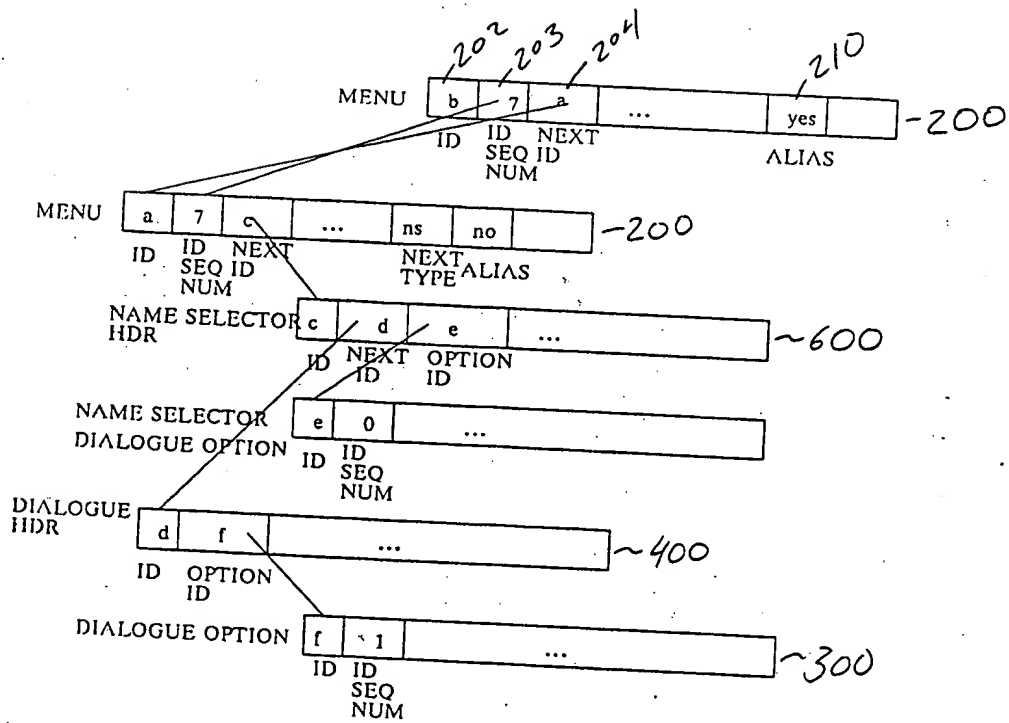 202 203 204 210
MENU b 7 a ... yes -200
ID ID SEQ NUM NEXT ID ALIAS
MENU a 7 c ... ns no -200
ID ID SEQ NUM NEXT ID NEXT TYPE ALIAS
NAME SELECTOR HDR c d e ... ~600
ID NEXT ID OPTION ID
NAME SELECTOR DIALOGUE OPTION e 0 ...
ID ID SEQ NUM
DIALOGUE HDR d f ... ~400
ID OPTION ID
DIALOGUE OPTION f 1 ... ~300
ID ID SEQ NUM